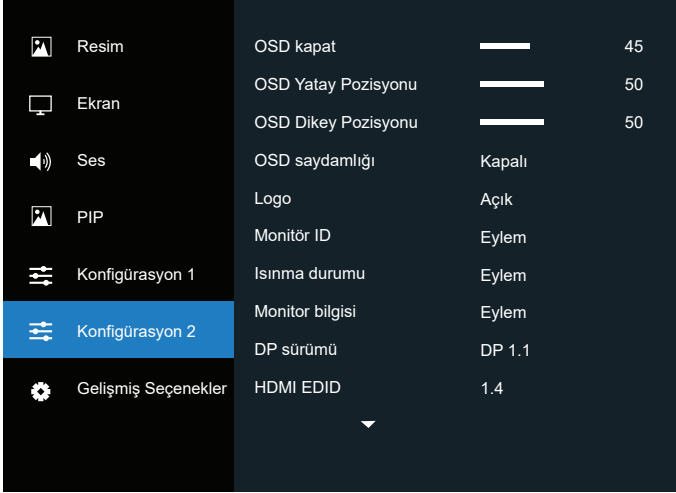 Resim
Ekran
Ses
PIP
Konfigürasyon 1
Konfigürasyon 2
Gelişmiş Seçenekler
OSD kapat 45
OSD Yatay Pozisyonu 50
OSD Dikey Pozisyonu 50
OSD saydamlığı Kapalı
Logo Açık
Monitör ID Eylem
Isınma durumu Eylem
Monitor bilgisi Eylem
DP sürümü DP 1.1
HDMI EDID 1.4